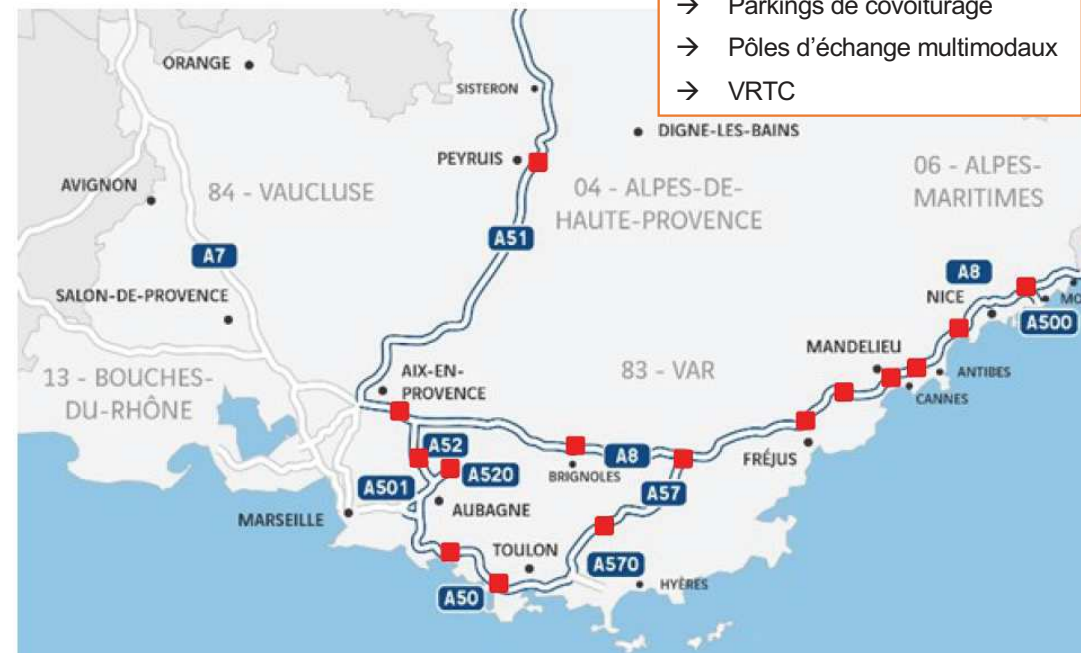 → Parkings de covoiturage
→ Pôles d'échange multimodaux
→ VRTC
ORANGE
SISTERON
DIGNE-LES-BAINS
PEYRUIS
06 - ALPES-
MARITIMES
AVIGNON
84 - VAUCLUSE
04 - ALPES-DE-
HAUTE-PROVENCE
A51
A7
A8
SALON-DE-PROVENCE
NICE
MO
A500
MANDELIEU
13 - BOUCHES-
DU-RHÔNE
AIX-EN-
PROVENCE
83 - VAR
ANTIBES
CANNES
A52
A8
FRÉJUS
A520
BRIGNOLES
A501
A57
AUBAGNE
MARSEILLE
TOULON
A570
HYÈRES
A50